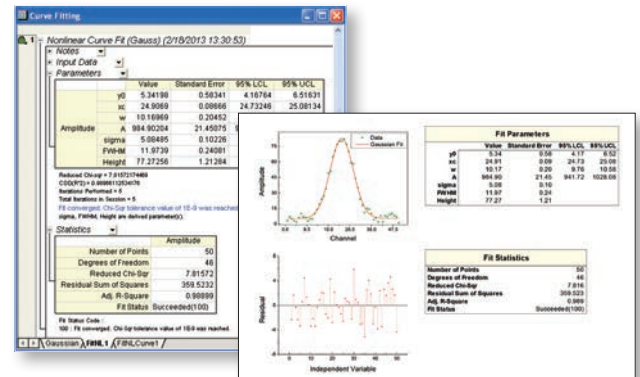 Curve Fitting
Nonlinear Curve Fit (Gauss) (2/18/2013 13:30:53)
Notes
Input Data
Parameters
Value Standard Error 95% LCL 95% UCL
y0 5.34198 0.58341 4.16764 6.51631
xc 24.9069 0.08666 24.73246 25.08134
w 10.16969 0.20452
Amplitude A 984.90204 21.45075
sigma 5.08485 0.10226
FWHM 11.9739 0.24081
Height 77.27256 1.21284
Reduced Chi-sqr =
COD(R^2) =
Iterations Performed = 5
Total Iterations in Session = 5
Fit converged. Chi-Sqr tolerance value of 1E-9 was reached.
sigma, FWHM, Height are derived parameter(s).
Statistics
Amplitude
Number of Points 50
Degrees of Freedom 46
Reduced Chi-Sqr 7.81572
Residual Sum of Squares 359.5232
Adj. R-Square 0.98899
Fit Status Succeeded(100)
Fit Status Code :
100 : Fit converged. Chi-Sqr tolerance value of 1E-9 was reached.
Gaussian FitNL1 FitNLCurve1
Data
Gaussian Fit
Amplitude
Channel
Residual
Independent Variable
Fit Parameters
Value Standard Error 95% LCL 95% UCL
y0 5.34 0.58 4.17 6.52
xc 24.91 0.09 24.73 25.08
w 10.17 0.20 9.76 10.58
A 984.90 21.45 941.72 1028.08
sigma 5.08 0.10
FWHM 11.97 0.24
Height 77.27 1.21
Fit Statistics
Number of Points 50
Degrees of Freedom 46
Reduced Chi-Sqr 7.816
Residual Sum of Squares 359.523
Adj. R-Square 0.989
Fit Status Succeeded(100)